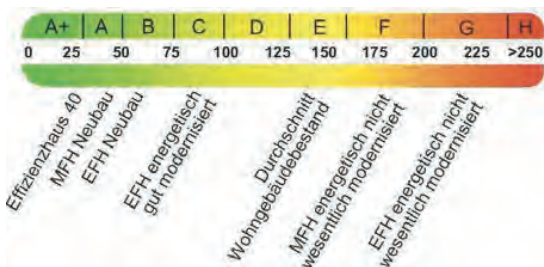 A+ A B C D E F G H
0 25 50 75 100 125 150 175 200 225 >250
Effizienzhaus 40
MFH Neubau
EFH Neubau
EFH energetisch
gut modernisiert
Durchschnitt
Wohngebäudebestand
MFH energetisch nicht
wesentlich modernisiert
EFH energetisch nicht
wesentlich modernisiert